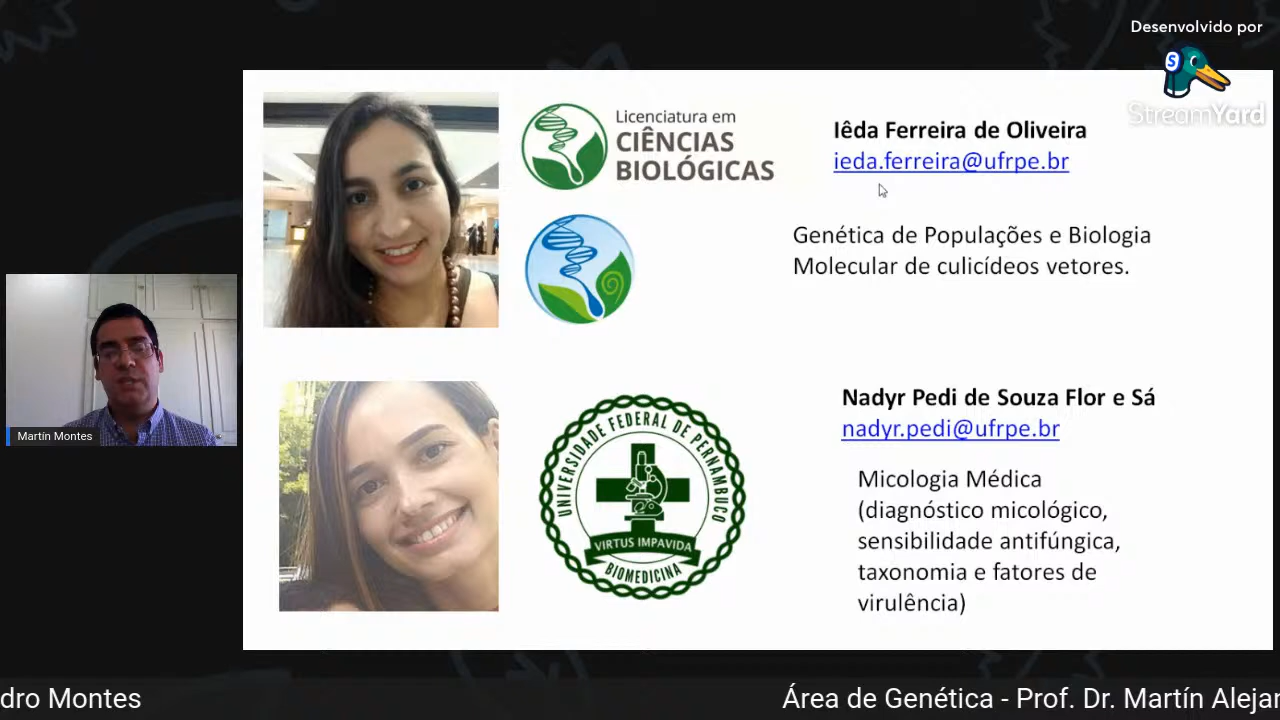 Desenvolvido por
StreamYard
Licenciatura em
CIÊNCIAS
BIOLÓGICAS
Iêda Ferreira de Oliveira
ieda.ferreira@ufrpe.br
Genética de Populações e Biologia
Molecular de culicídeos vetores.
Martín Montes
UNIVERSIDADE FEDERAL DE PERNAMBUCO
VIRTUS IMPAVIDA
BIOMEDICINA
Nadyr Pedi de Souza Flor e Sá
nadyr.pedi@ufrpe.br
Micologia Médica
(diagnóstico micológico,
sensibilidade antifúngica,
taxonomia e fatores de
virulência)
dro Montes
Área de Genética - Prof. Dr. Martín Alejar